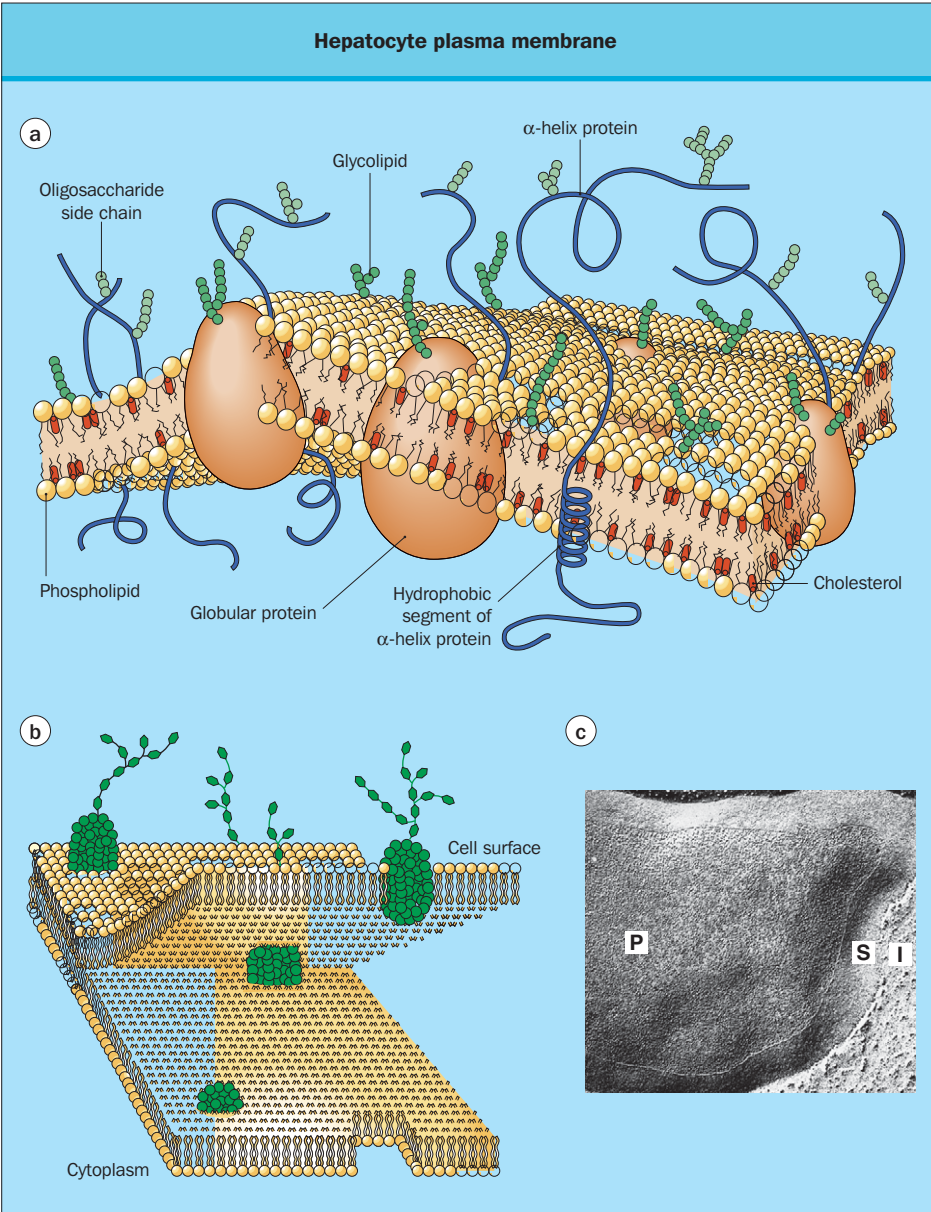 Hepatocyte plasma membrane
a
α-helix protein
Glycolipid
Oligosaccharide
side chain
Phospholipid
Globular protein
Hydrophobic
segment of
α-helix protein
Cholesterol
b
c
Cell surface
P
S
I
Cytoplasm